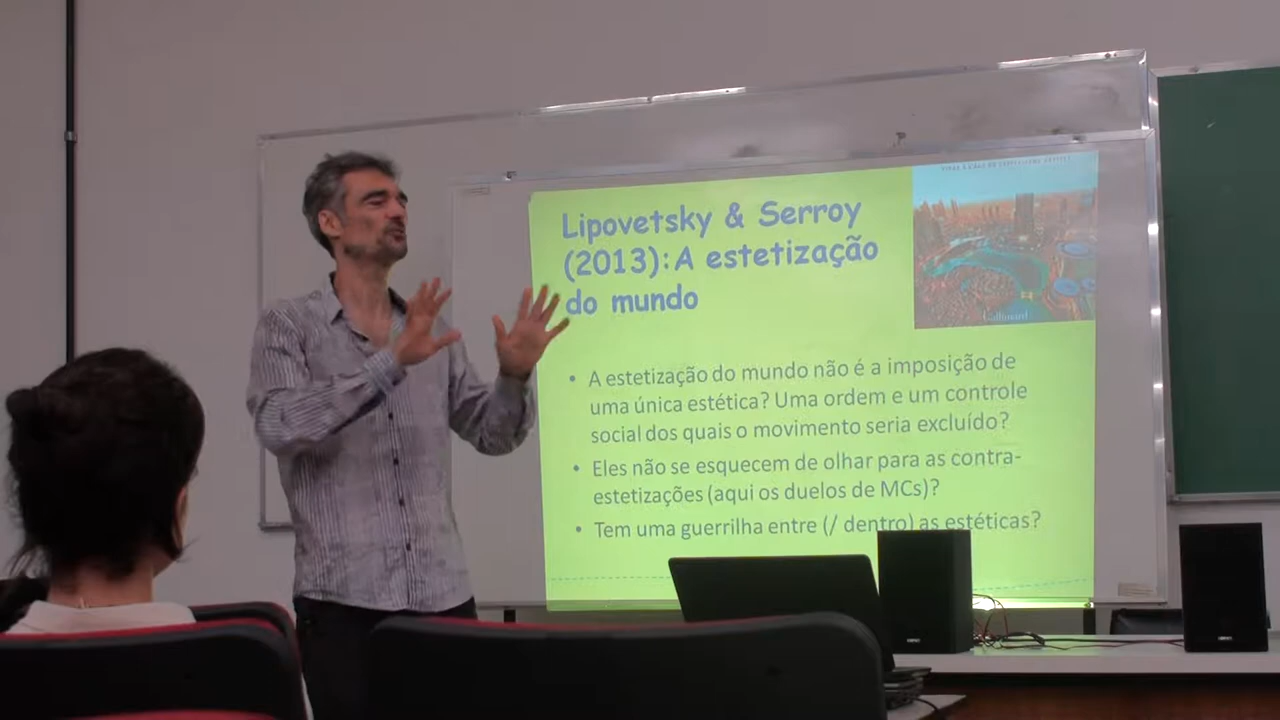 Lipovetsky & Serroy
(2013): A estetização
do mundo
Gallimard
• A estetização do mundo não é a imposição de
uma única estética? Uma ordem e um controle
social dos quais o movimento seria excluído?
• Eles não se esquecem de olhar para as contra-
estetizações (aqui os duelos de MCs)?
• Tem uma guerrilha entre (/ dentro) as estéticas?